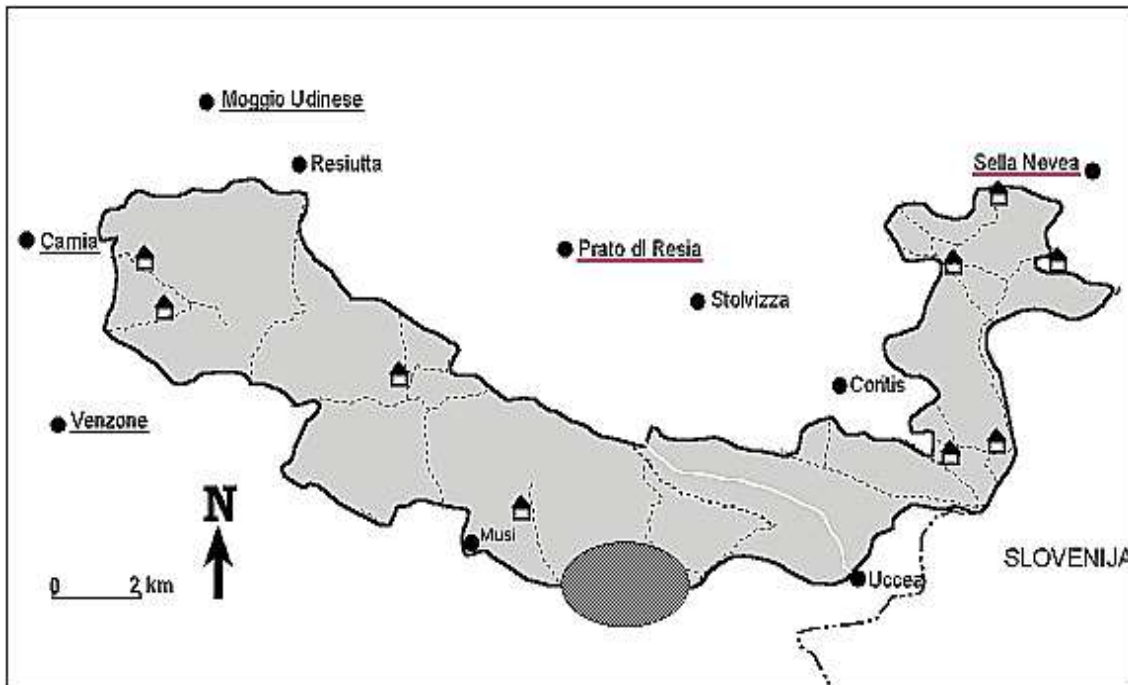 Moggio Udinese
Resiutta
Sella Nevea
Carnia
Prato di Resia
Stolvizza
Coritis
Venzone
N
Musi
SLOVENIJA
0 2 km
Uccea